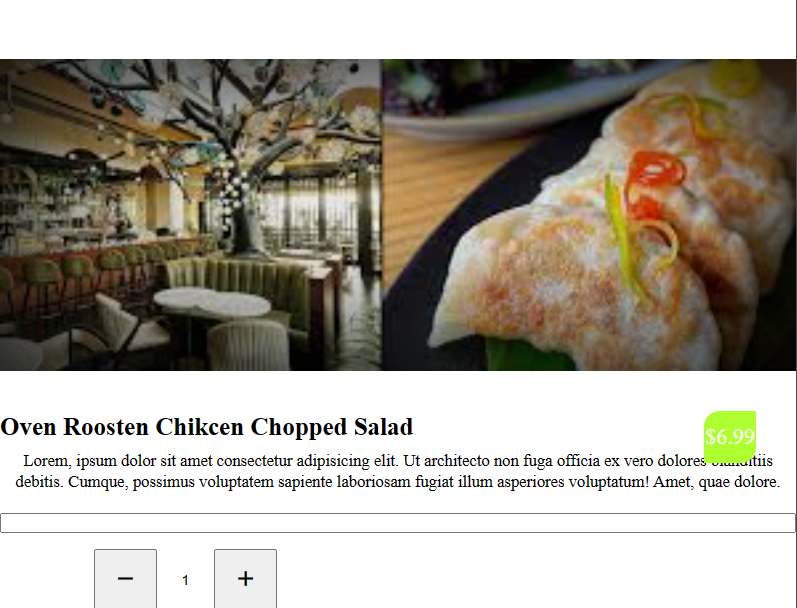 Oven Roosten Chikcen Chopped Salad
$6.99
Lorem, ipsum dolor sit amet consectetur adipisicing elit. Ut architecto non fuga officia ex vero dolores blanditiis
debitis. Cumque, possimus voluptatem sapiente laboriosam fugiat illum asperiores voluptatum! Amet, quae dolore.
− 1 +